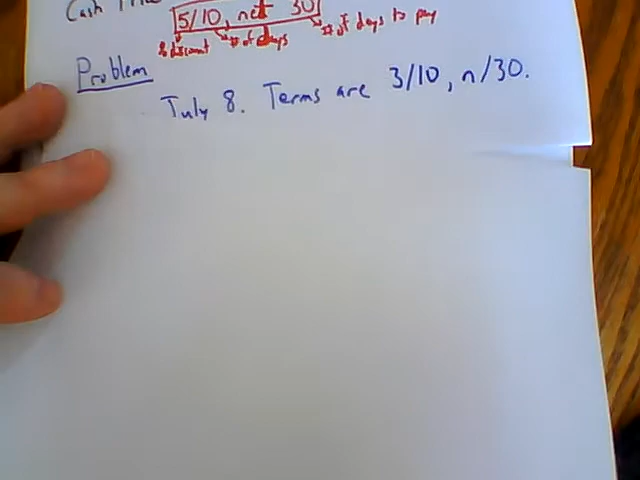 Cash
5/10, net 30
% discount # of days # of days to pay
Problem
July 8. Terms are 3/10, n/30.